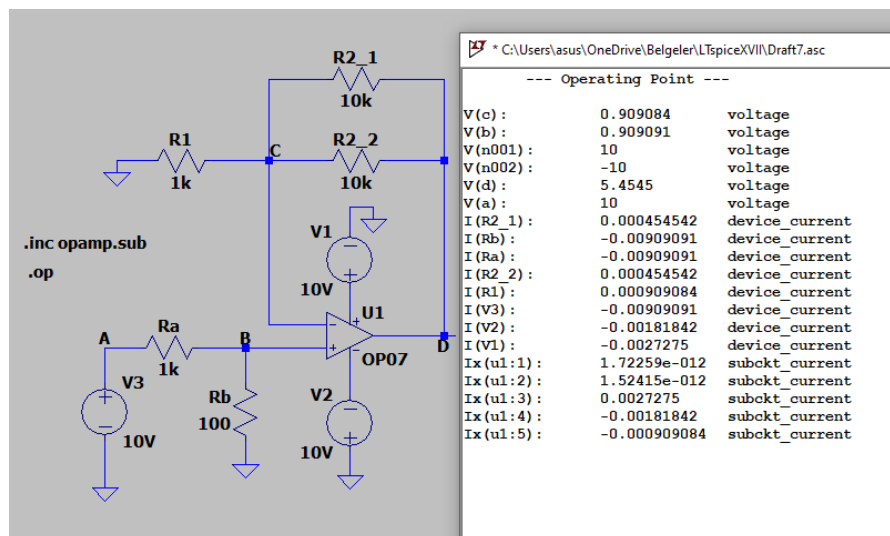 R2_1
10k
R1
C
R2_2
1k
10k
V1
.inc opamp.sub
.op
10V
U1
A
Ra
B
D
1k
OP07
V3
Rb
V2
100
10V
10V
* C:\Users\asus\OneDrive\Belgeler\LTspiceXVII\Draft7.asc
--- Operating Point ---
V(c): 0.909084 voltage
V(b): 0.909091 voltage
V(n001): 10 voltage
V(n002): -10 voltage
V(d): 5.4545 voltage
V(a): 10 voltage
I(R2_1): 0.000454542 device_current
I(Rb): -0.00909091 device_current
I(Ra): -0.00909091 device_current
I(R2_2): 0.000454542 device_current
I(R1): 0.000909084 device_current
I(V3): -0.00909091 device_current
I(V2): -0.00181842 device_current
I(V1): -0.0027275 device_current
Ix(u1:1): 1.72259e-012 subckt_current
Ix(u1:2): 1.52415e-012 subckt_current
Ix(u1:3): 0.0027275 subckt_current
Ix(u1:4): -0.00181842 subckt_current
Ix(u1:5): -0.000909084 subckt_current